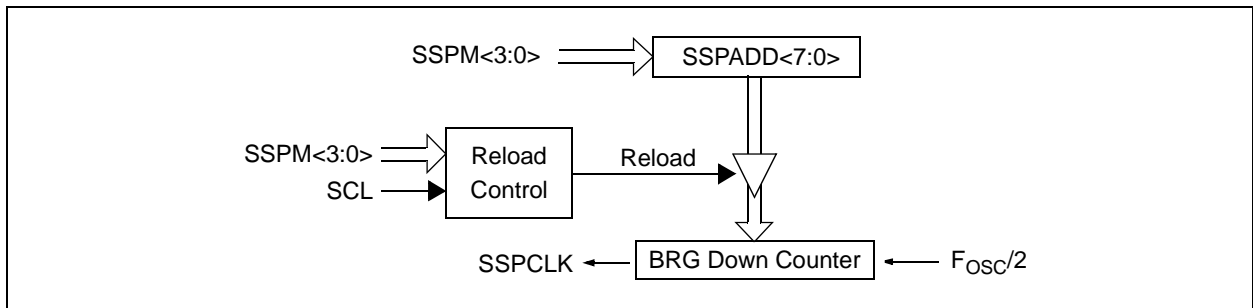 SSPM<3:0>
SSPADD<7:0>
SSPM<3:0>
SCL
Reload
Control
Reload
SSPCLK
BRG Down Counter
FOSC/2